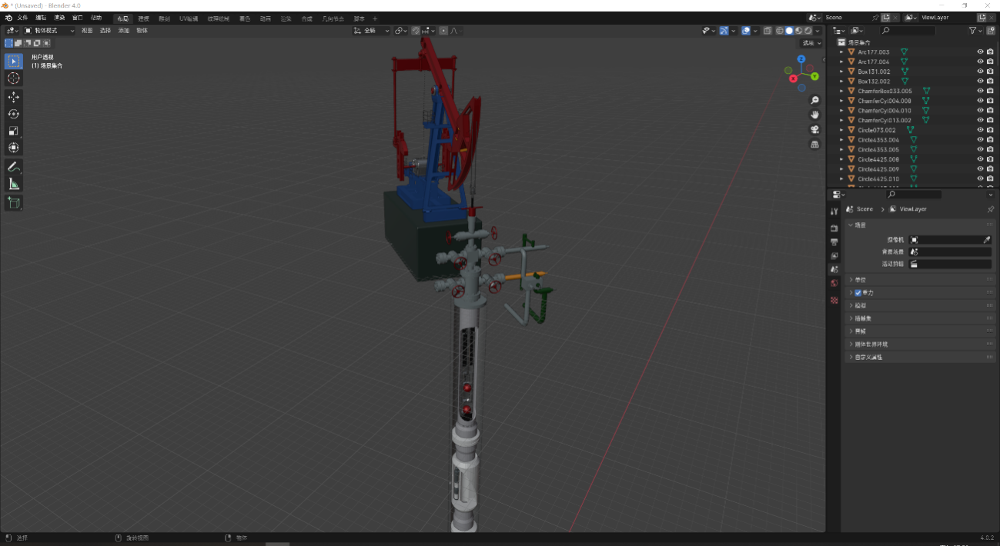 * (Unsaved) - Blender 4.0
文件 编辑 渲染 窗口 帮助 布局 建模 雕刻 UV编辑 纹理绘制 着色 动画 渲染 合成 几何节点 脚本 + Scene ViewLayer
物体模式 视图 选择 添加 物体 全局
选项
用户透视
(1) 场景集合
Z
Y
X
场景集合
Arc177.003
Arc177.004
Box131.002
Box132.002
ChamferBox033.005
ChamferCyl004.008
ChamferCyl004.010
ChamferCyl013.002
Circle073.002
Circle4353.004
Circle4353.005
Circle4425.008
Circle4425.009
Circle4425.010
Scene > ViewLayer
场景
摄像机
背景场景
活动剪辑
单位
重力
模拟
插帧集
音频
刚体世界环境
自定义属性
选择 旋转视图 物体 4.0.2